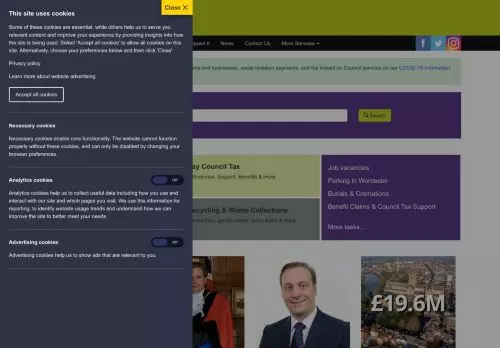 This site uses cookies
Close ✕
Some of these cookies are essential, while others help us to serve you
relevant content and improve your experience by providing insights into how
the site is being used. Select 'Accept all cookies' to allow all cookies on this
site. Alternatively, choose your preferences below and then click 'Close'
Privacy policy
Learn more about website advertising
Accept all cookies
Necessary cookies
Necessary cookies enable core functionality. The website cannot function
properly without these cookies, and can only be disabled by changing your
browser preferences.
Analytics cookies
Off
Analytics cookies help us to collect useful data including how you use and
interact with our site and which pages you visit. We use this information for
reporting, to identify website usage trends and understand how we can
improve the site to better meet your needs.
Advertising cookies
Off
Advertising cookies help us to show ads that are relevant to you.
quest it News Contact Us More Services
and businesses, social isolation payments, and the impact on Council services on our COVID-19 information
Search
ay Council Tax
Support, Benefits & more
ecycling & Waste Collections
Job vacancies
Parking in Worcester
Burials & Cremations
Benefit Claims & Council Tax Support
More tasks...
£19.6M